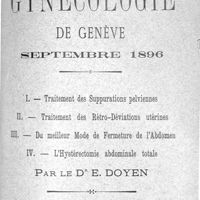 GYNÉCOLOGIE
DE GENÈVE
SEPTEMBRE 1896
I. — Traitement des Suppurations pelviennes
II. — Traitement des Rétro-Déviations utérines
III. — Du meilleur Mode de Fermeture de l'Abdomen
IV. — L'Hystérectomie abdominale totale
PAR LE Dr E. DOYEN